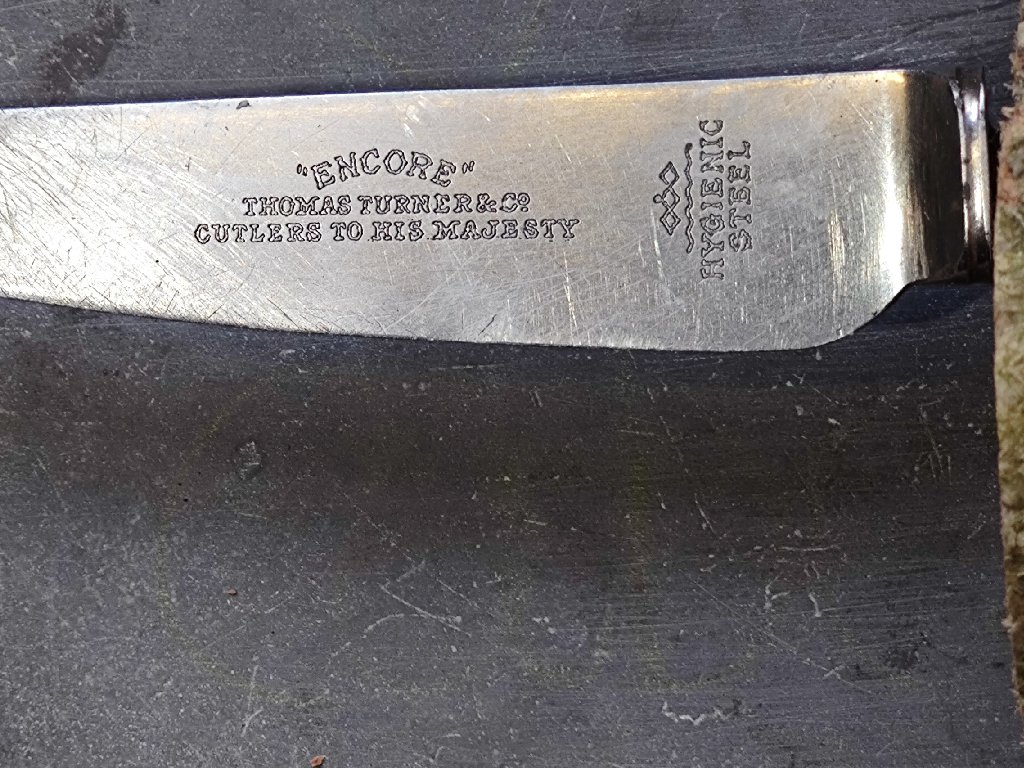 "ENCORE"
THOMAS TURNER & Cº
CUTLERS TO HIS MAJESTY
HYGIENIC
STEEL